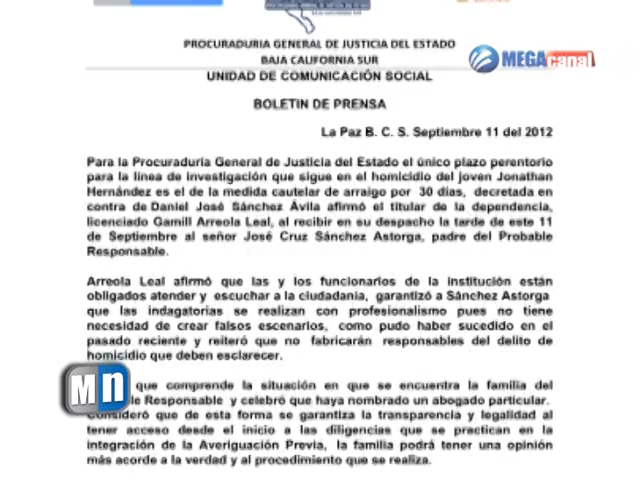 PROCURADURIA GENERAL DE JUSTICIA DEL ESTADO
BAJA CALIFORNIA SUR
UNIDAD DE COMUNICACIÓN SOCIAL
MEGAcanal
BOLETIN DE PRENSA
La Paz B. C. S. Septiembre 11 del 2012
Para la Procuraduría General de Justicia del Estado el único plazo perentorio
para la línea de investigación que sigue en el homicidio del joven Jonathan
Hernández es el de la medida cautelar de arraigo por 30 días, decretada en
contra de Daniel José Sánchez Ávila afirmó el titular de la dependencia,
licenciado Gamill Arreola Leal, al recibir en su despacho la tarde de este 11
de Septiembre al señor José Cruz Sánchez Astorga, padre del Probable
Responsable.
Arreola Leal afirmó que las y los funcionarios de la institución están
obligados atender y escuchar a la ciudadanía, garantizó a Sánchez Astorga
que las indagatorias se realizan con profesionalismo pues no tiene
necesidad de crear falsos escenarios, como pudo haber sucedido en el
pasado reciente y reiteró que no fabricarán responsables del delito de
homicidio que deben esclarecer.
Mn
que comprende la situación en que se encuentra la familia del
Responsable y celebró que haya nombrado un abogado particular.
Consideró que de esta forma se garantiza la transparencia y legalidad al
tener acceso desde el inicio a las diligencias que se practican en la
integración de la Averiguación Previa, la familia podrá tener una opinión
más acorde a la verdad y al procedimiento que se realiza.